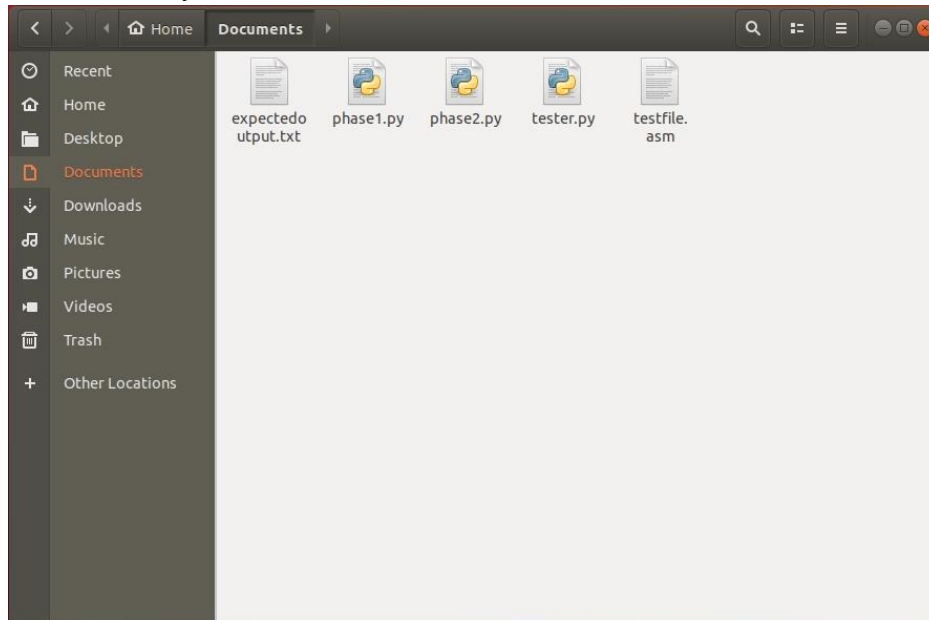 Home Documents
Recent
Home
Desktop
Documents
Downloads
Music
Pictures
Videos
Trash
+ Other Locations
expectedo
utput.txt
phase1.py
phase2.py
tester.py
testfile.
asm